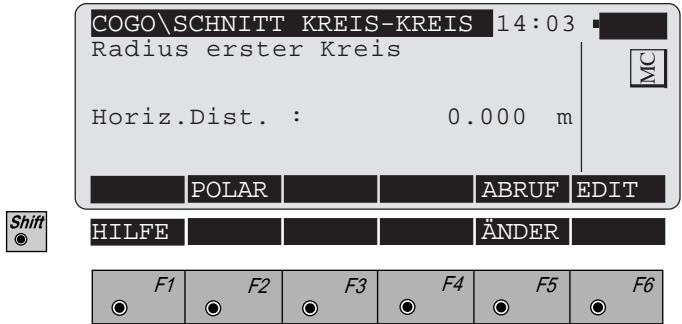 COGO\SCHNITT KREIS-KREIS 14:03
Radius erster Kreis
MC
Horiz.Dist. : 0.000 m
POLAR ABRUF EDIT
Shift
HILFE ÄNDER
F1 F2 F3 F4 F5 F6